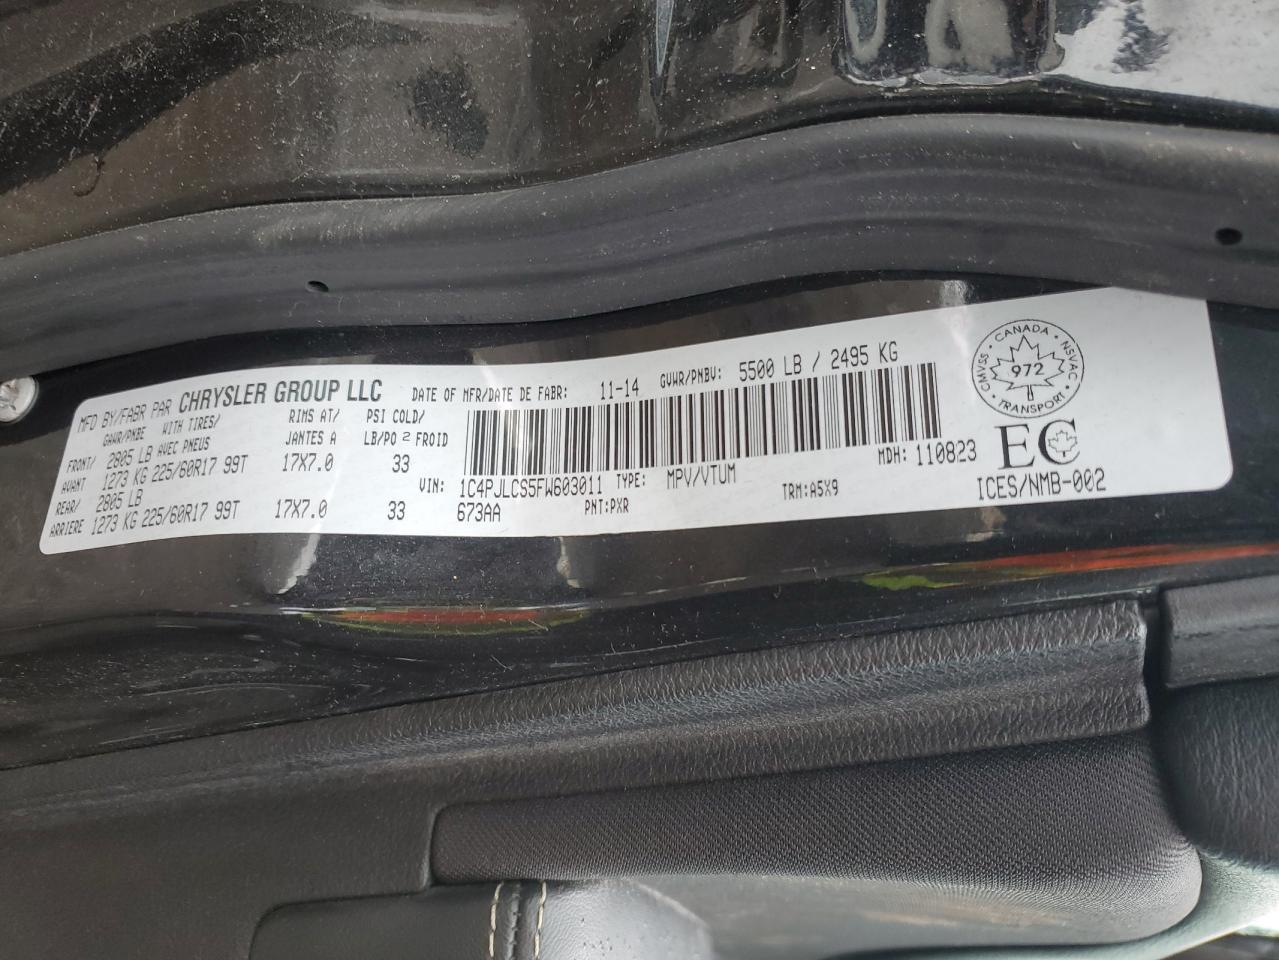 MFD BY/FABR PAR CHRYSLER GROUP LLC DATE OF MFR/DATE DE FABR: 11-14 GVWR/PNBV: 5500 LB / 2495 KG
GAWR/PNBE WITH TIRES/ RIMS AT/ PSI COLD/
AVEC PNEUS JANTES A LB/PO2 FROID
FRONT/ 2805 LB
AVANT 1273 KG 225/60R17 99T 17X7.0 33
REAR/ 2805 LB
ARRIERE 1273 KG 225/60R17 99T 17X7.0 33
VIN: 1C4PJLCS5FW603011 TYPE: MPV/VTUM MDH: 110823
673AA PNT:PXR TRM:A5X9
CANADA
CMVSS NSVAC
972
TRANSPORT
EC
ICES/NMB-002